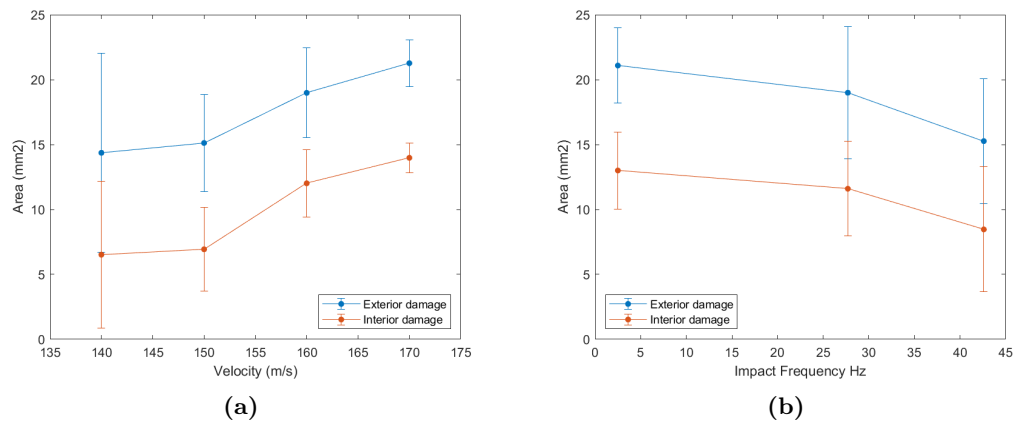 25
20
15
10
5
0
Area (mm2)
135 140 145 150 155 160 165 170 175
Velocity (m/s)
Exterior damage
Interior damage
(a)
25
20
15
10
5
0
Area (mm2)
0 5 10 15 20 25 30 35 40 45
Impact Frequency Hz
Exterior damage
Interior damage
(b)